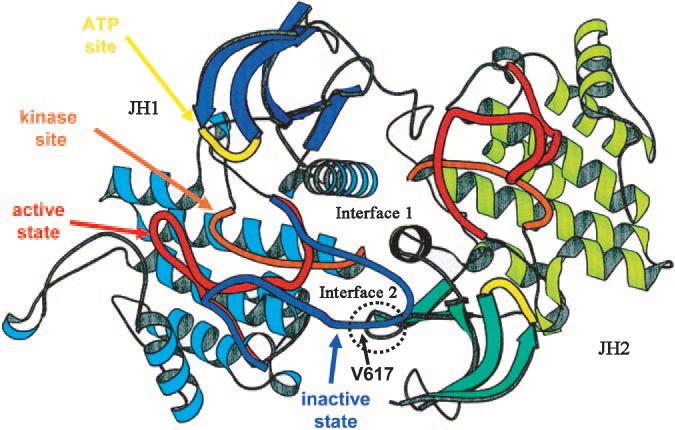 ATP
site
JH1
kinase
site
active
state
Interface 1
Interface 2
V617
inactive
state
JH2